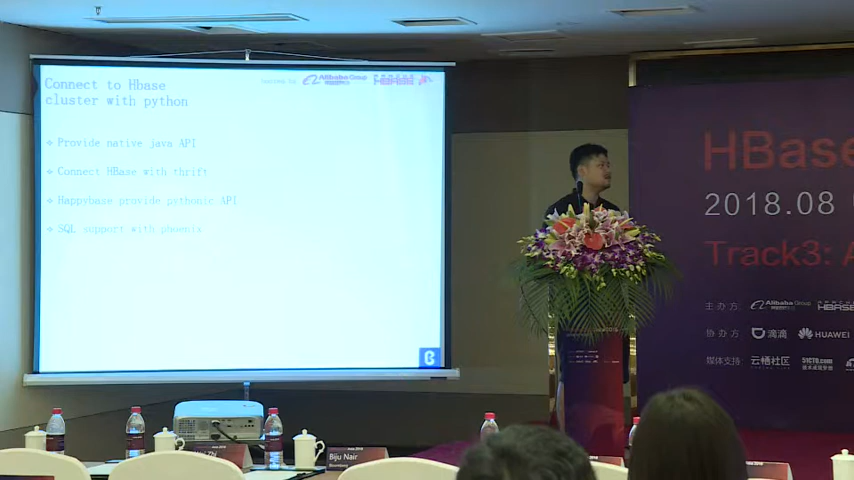 Connect to Hbase
cluster with python
Alibaba Group
HBASE
❖ Provide native java API
❖ Connect HBase with thrift
❖ Happybase provide pythonic API
❖ SQL support with phoenix
HBase
2018.08
Track3: A
主办方:
Alibaba Group
HBASE
协办方:
滴滴
HUAWEI
媒体支持
云栖社区
51CTO.com
Biju Nair
Bloomberg